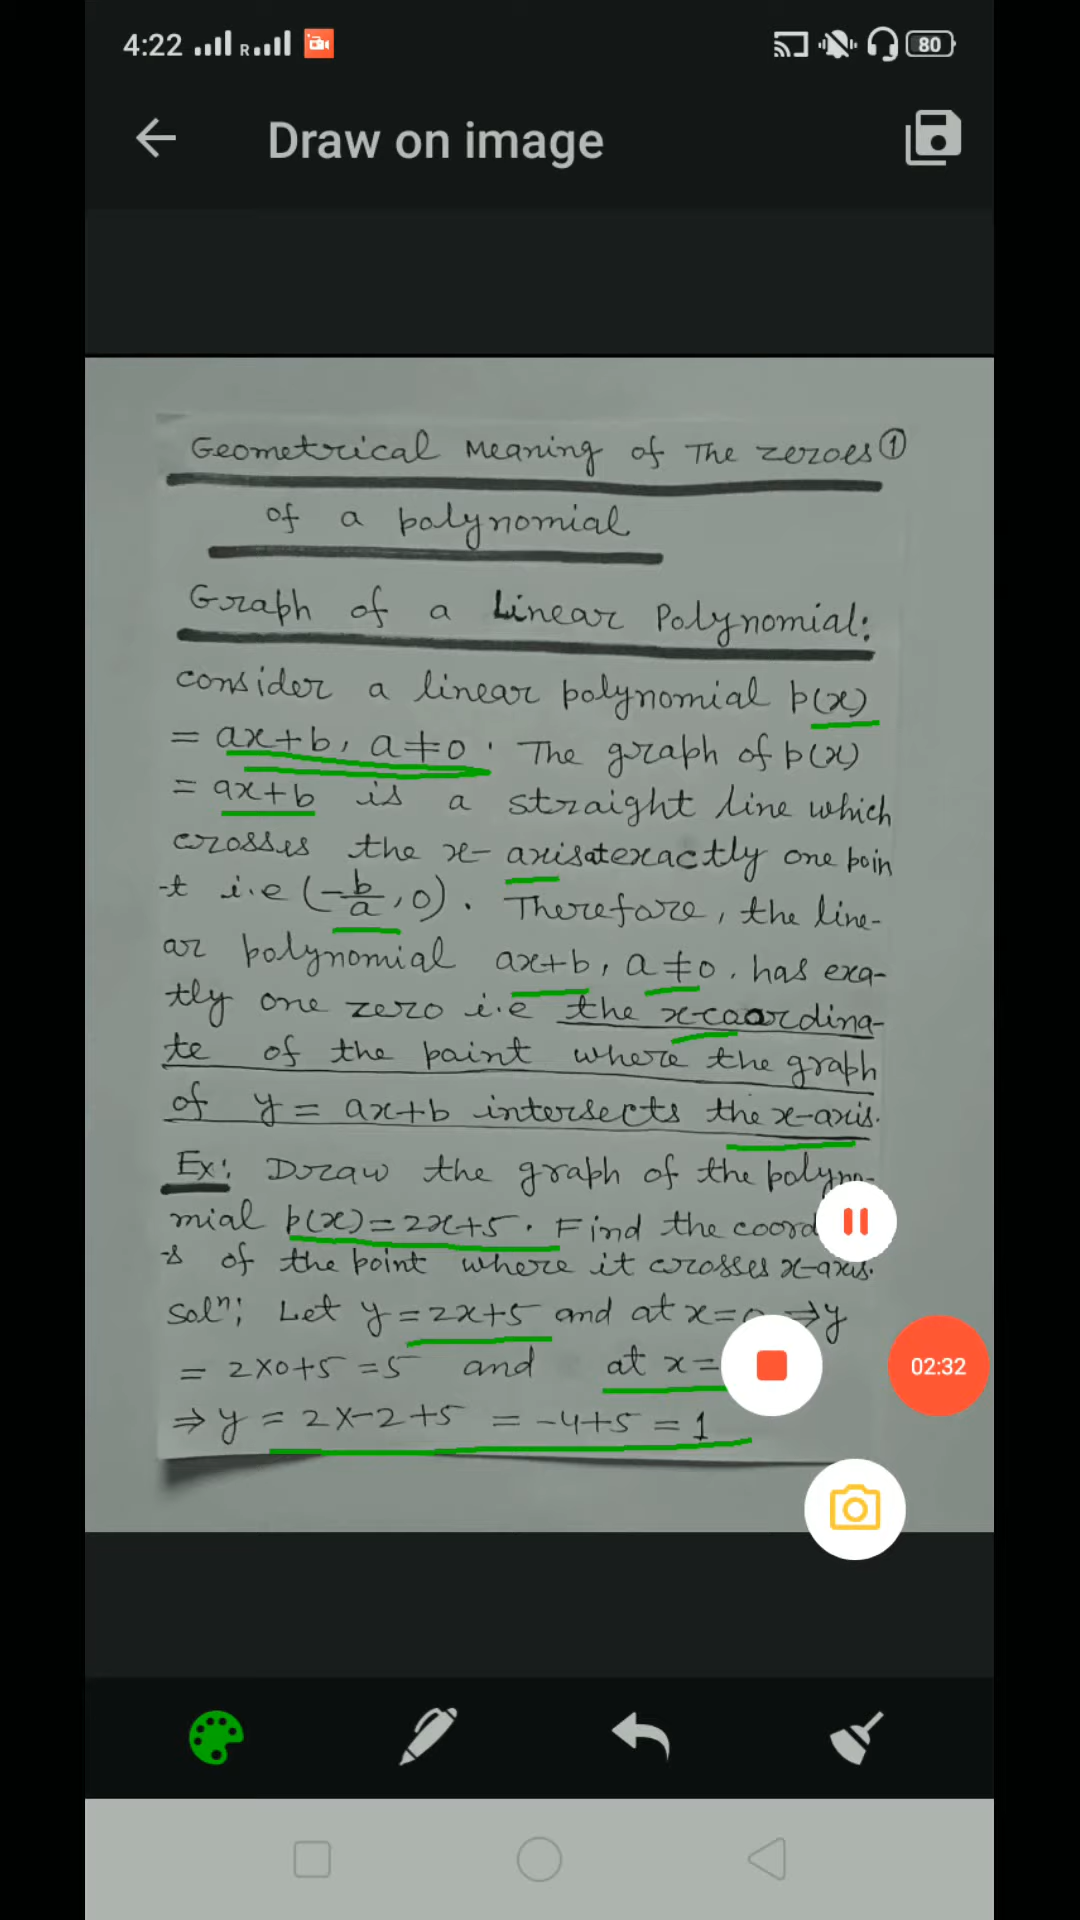 4:22
R
80
Draw on image
Geometrical Meaning of The zeroes ①
of a polynomial
Graph of a Linear Polynomial:
consider a linear polynomial p(x)
= ax+b, a≠0. The graph of p(x)
= ax+b is a straight line which
crosses the x-axis at exactly one poin
-t i.e (-b/a, 0). Therefore, the line-
ar polynomial ax+b, a≠0. has exa-
tly one zero i.e the x-coordina-
te of the point where the graph
of y = ax+b intersects the x-axis.
Ex: Draw the graph of the polyno-
mial p(x)=2x+5. Find the coord
-s of the point where it crosses x-axis.
solⁿ: Let y=2x+5 and at x=0 ⇒y
= 2×0+5 =5 and at x=
⇒ y = 2×-2+5 = -4+5 = 1
02:32